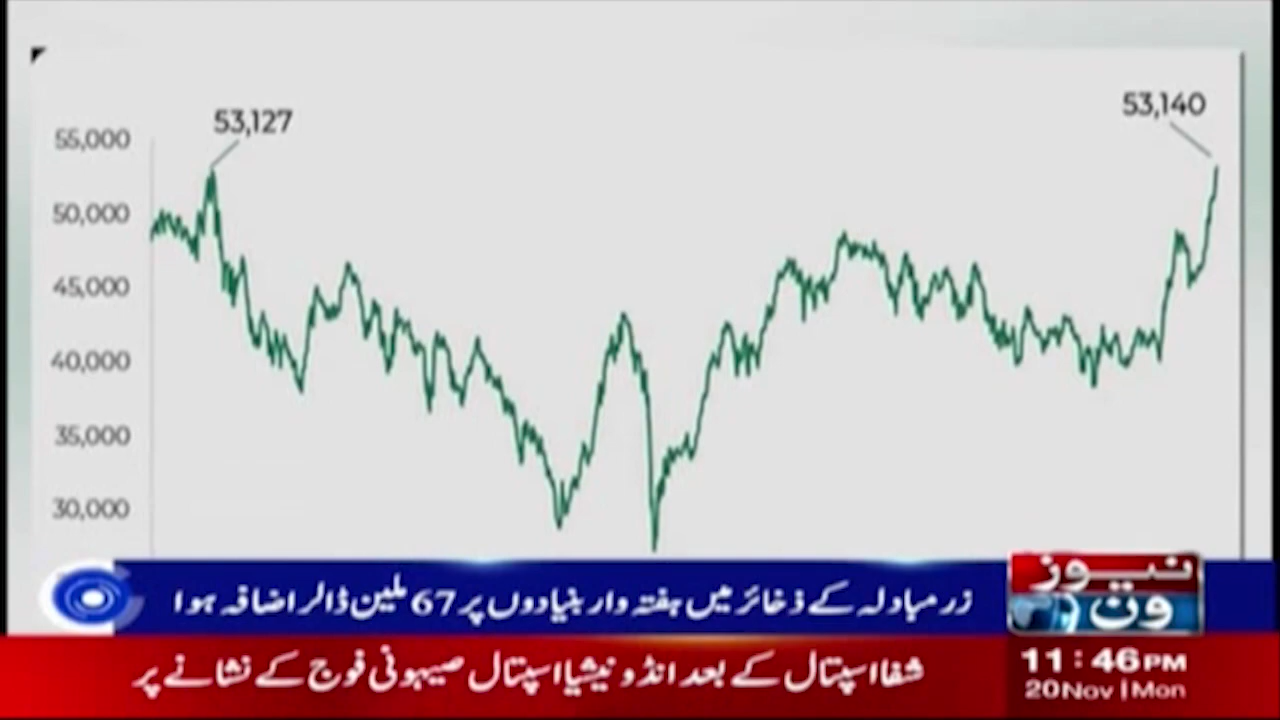 53,127
53,140
55,000
50,000
45,000
40,000
35,000
30,000
زرمبادلہ کے ذخائر میں ہفتہ وار بنیادوں پر 67 ملین ڈالر اضافہ ہوا
نیوز
ون
شفا اسپتال کے بعد انڈونیشیا اسپتال صیہونی فوج کے نشانے پر
11:46PM
20Nov | Mon